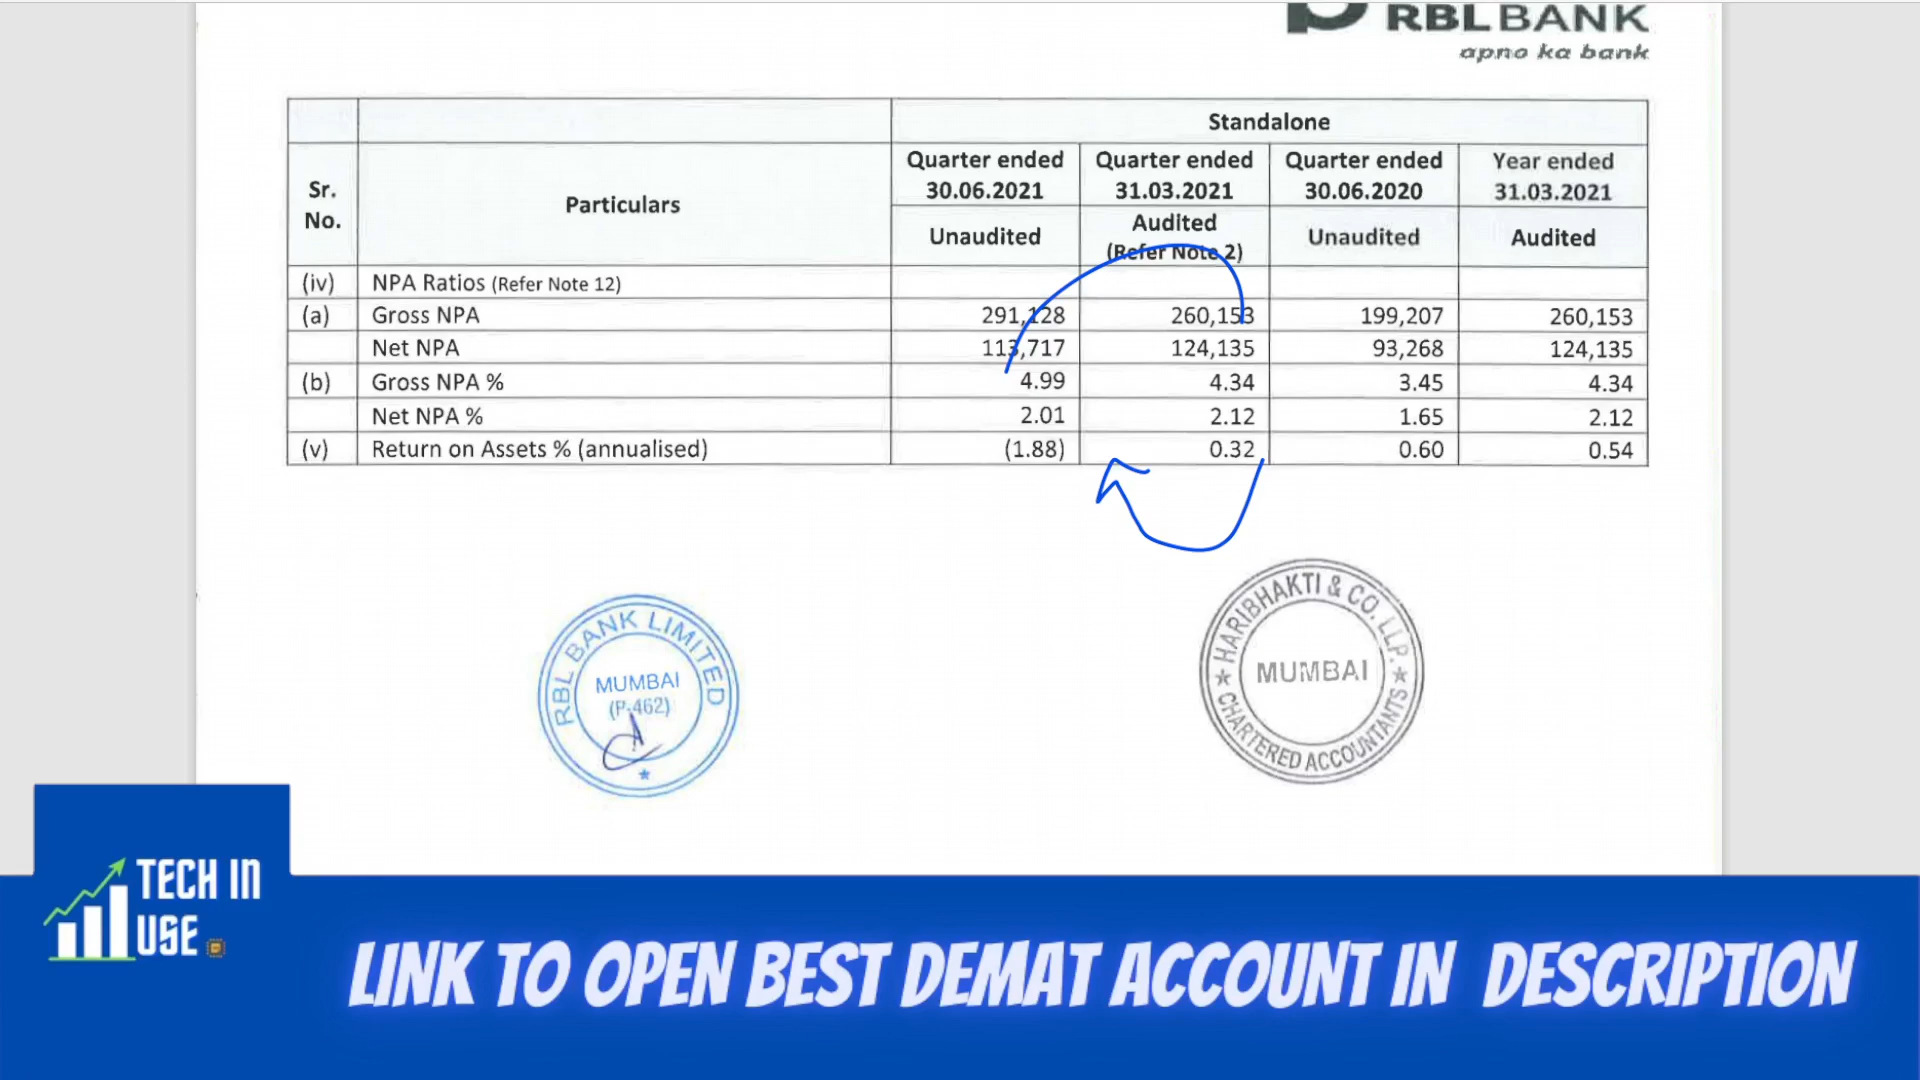 RBLBANK
apno ka bank
Standalone
Sr. No. Particulars Quarter ended 30.06.2021 Quarter ended 31.03.2021 Quarter ended 30.06.2020 Year ended 31.03.2021
Unaudited Audited (Refer Note 2) Unaudited Audited
(iv) NPA Ratios (Refer Note 12)
(a) Gross NPA 291,128 260,153 199,207 260,153
Net NPA 113,717 124,135 93,268 124,135
(b) Gross NPA % 4.99 4.34 3.45 4.34
Net NPA % 2.01 2.12 1.65 2.12
(v) Return on Assets % (annualised) (1.88) 0.32 0.60 0.54
RBL BANK LIMITED
MUMBAI
(P-462)
HARIBHAKTI & CO. LLP.
MUMBAI
CHARTERED ACCOUNTANTS
TECH IN
USE
LINK TO OPEN BEST DEMAT ACCOUNT IN DESCRIPTION